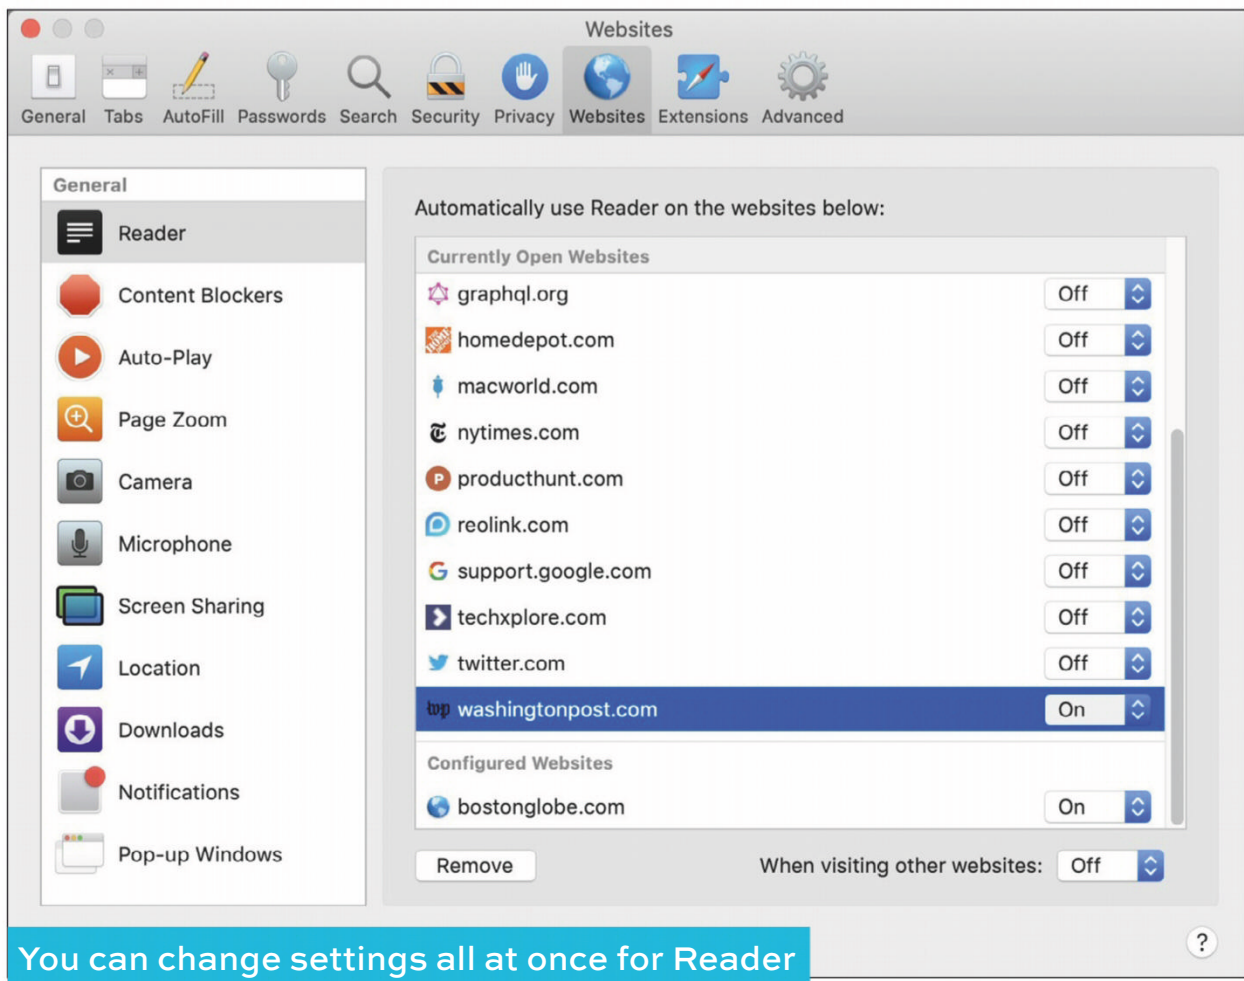 Websites
General Tabs AutoFill Passwords Search Security Privacy Websites Extensions Advanced
General
Reader
Content Blockers
Auto-Play
Page Zoom
Camera
Microphone
Screen Sharing
Location
Downloads
Notifications
Pop-up Windows
Automatically use Reader on the websites below:
Currently Open Websites
graphql.org Off
homedepot.com Off
macworld.com Off
nytimes.com Off
P producthunt.com Off
reolink.com Off
G support.google.com Off
techxplore.com Off
twitter.com Off
wp washingtonpost.com On
Configured Websites
bostonglobe.com On
Remove When visiting other websites: Off
?
You can change settings all at once for Reader